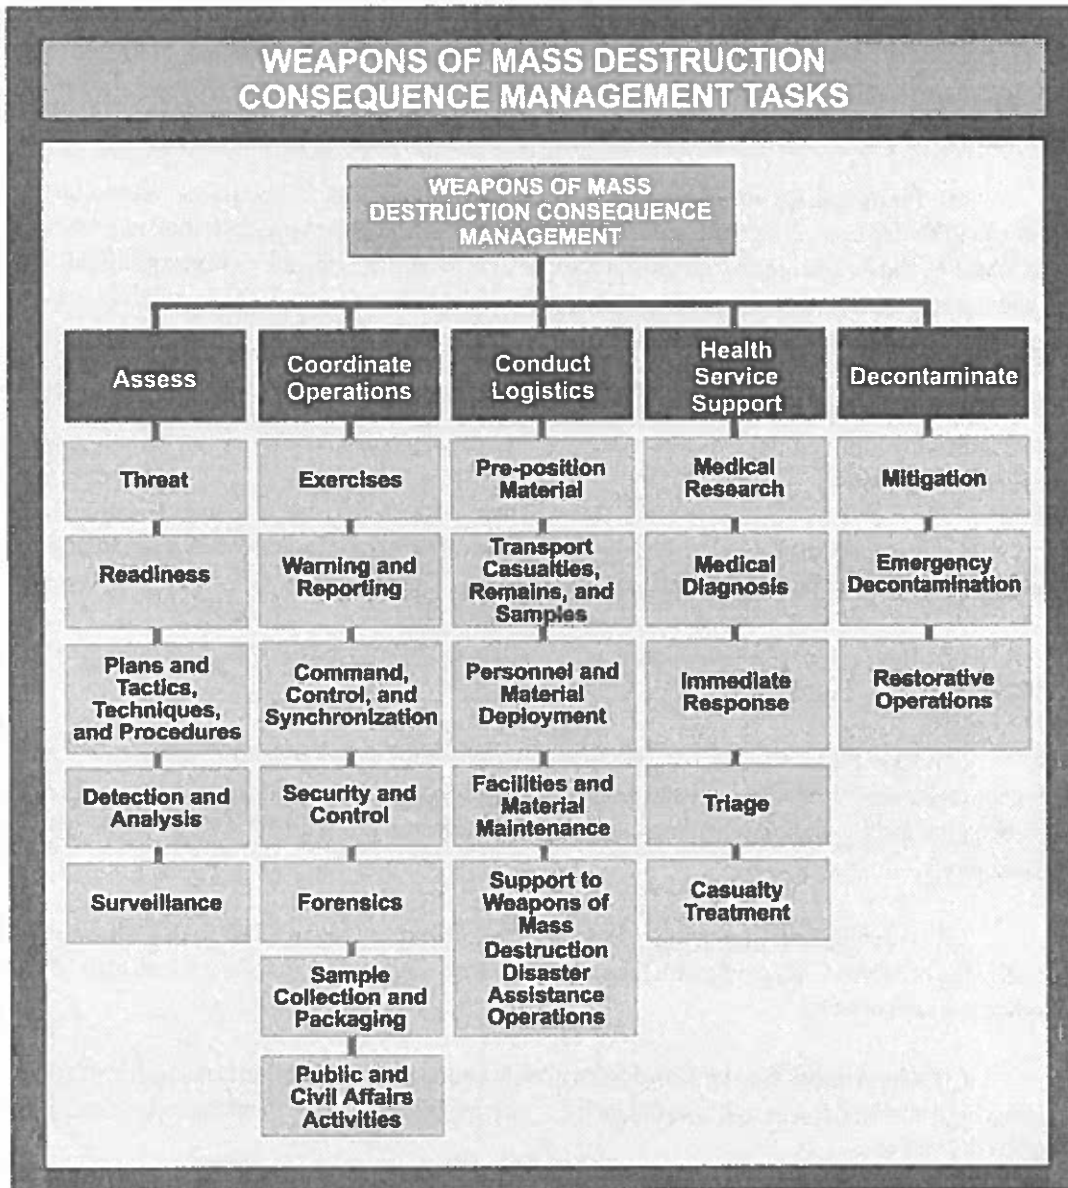 WEAPONS OF MASS DESTRUCTION
CONSEQUENCE MANAGEMENT TASKS
WEAPONS OF MASS
DESTRUCTION CONSEQUENCE
MANAGEMENT
Assess
Threat
Readiness
Plans and
Tactics,
Techniques,
and Procedures
Detection and
Analysis
Surveillance
Coordinate
Operations
Exercises
Warning and
Reporting
Command,
Control, and
Synchronization
Security and
Control
Forensics
Sample
Collection and
Packaging
Public and
Civil Affairs
Activities
Conduct
Logistics
Pre-position
Material
Transport
Casualties,
Remains, and
Samples
Personnel and
Material
Deployment
Facilities and
Material
Maintenance
Support to
Weapons of
Mass
Destruction
Disaster
Assistance
Operations
Health
Service
Support
Medical
Research
Medical
Diagnosis
Immediate
Response
Triage
Casualty
Treatment
Decontaminate
Mitigation
Emergency
Decontamination
Restorative
Operations